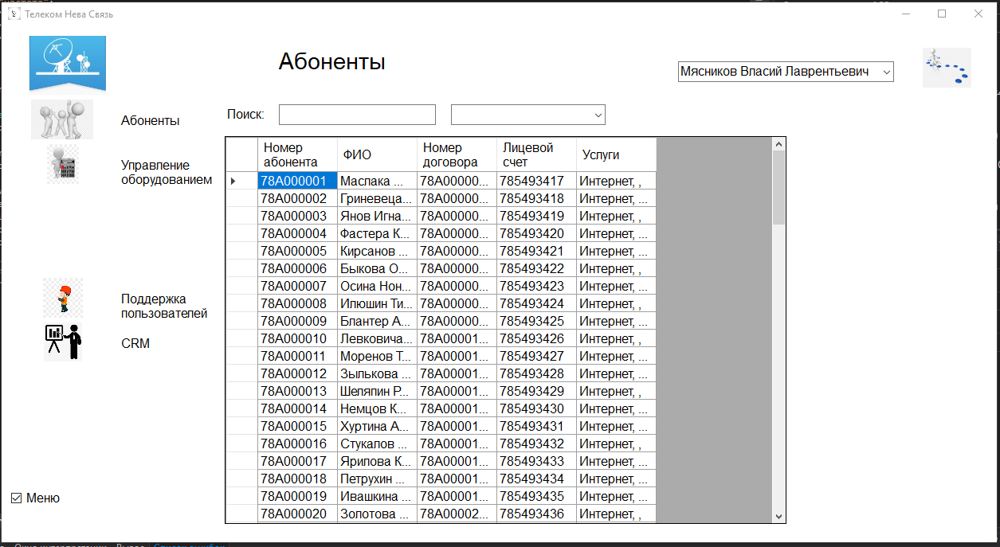 Телеком Нева Связь
Абоненты
Мясников Власий Лаврентьевич
Абоненты
Управление
оборудованием
Поддержка
пользователей
CRM
Меню
Поиск:
Номер абонента ФИО Номер договора Лицевой счет Услуги
78А000001 Маслака ... 78А00000... 785493417 Интернет, ,
78А000002 Гриневеца... 78А00000... 785493418 Интернет, ...
78А000003 Янов Игна... 78А00000... 785493419 Интернет, ,
78А000004 Фастера К... 78А00000... 785493420 Интернет, ...
78А000005 Кирсанов ... 78А00000... 785493421 Интернет, ...
78А000006 Быкова О... 78А00000... 785493422 Интернет, ,
78А000007 Осина Нон... 78А00000... 785493423 Интернет, ...
78А000008 Илюшин Ти... 78А00000... 785493424 Интернет, ...
78А000009 Блантер А... 78А00000... 785493425 Интернет, ...
78А000010 Левковича... 78А00001... 785493426 Интернет, ,
78А000011 Моренов Т... 78А00001... 785493427 Интернет, ...
78А000012 Зылькова ... 78А00001... 785493428 Интернет, ...
78А000013 Шеляпин Р... 78А00001... 785493429 Интернет, ,
78А000014 Немцов К... 78А00001... 785493430 Интернет, ...
78А000015 Хуртина А... 78А00001... 785493431 Интернет, ...
78А000016 Стукалов ... 78А00001... 785493432 Интернет, ,
78А000017 Ярилова К... 78А00001... 785493433 Интернет, ...
78А000018 Петрухин ... 78А00001... 785493434 Интернет, ...
78А000019 Ивашкина ... 78А00001... 785493435 Интернет, ...
78А000020 Золотова ... 78А00002... 785493436 Интернет, ,